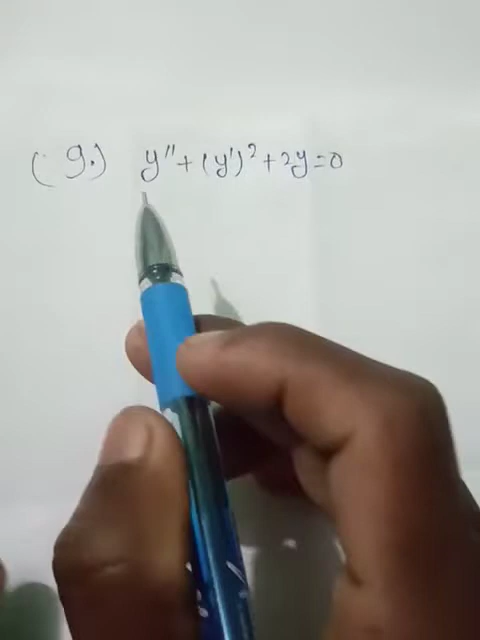 (9.) y'' + (y')² + 2y = 0